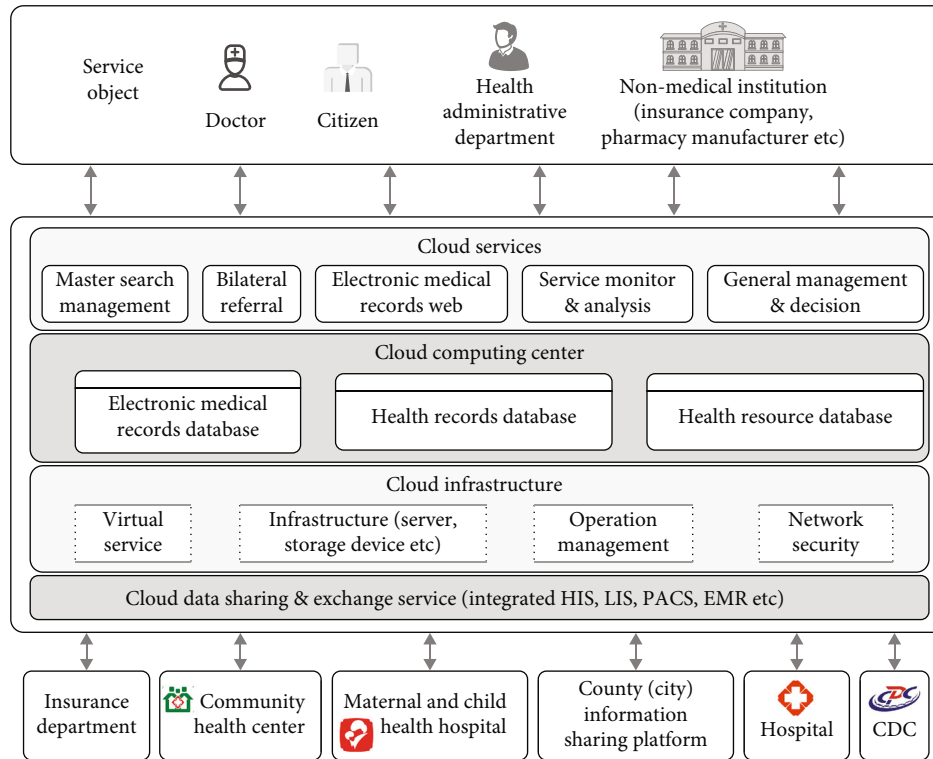 Service
object
Doctor
Citizen
Health
administrative
department
Non-medical institution
(insurance company,
pharmacy manufacturer etc)
Cloud services
Master search
management
Bilateral
referral
Electronic medical
records web
Service monitor
& analysis
General management
& decision
Cloud computing center
Electronic medical
records database
Health records database
Health resource database
Cloud infrastructure
Virtual
service
Infrastructure (server,
storage device etc)
Operation
management
Network
security
Cloud data sharing & exchange service (integrated HIS, LIS, PACS, EMR etc)
Insurance
department
Community
health center
Maternal and child
health hospital
County (city)
information
sharing platform
Hospital
CDC
CDC